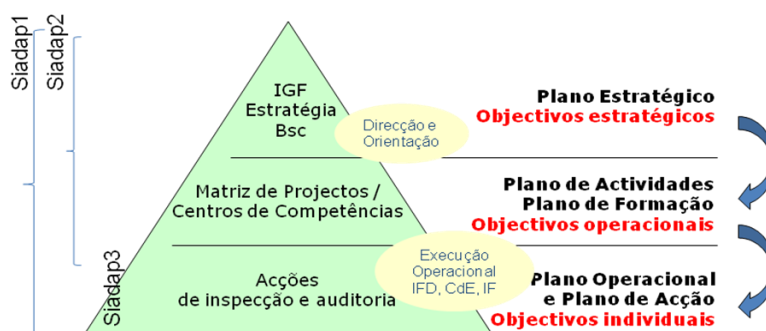 Siadap1
Siadap2
IGF
Estratégia
Bsc
Direcção e
Orientação
Plano Estratégico
Objectivos estratégicos
Matriz de Projectos /
Centros de Competências
Plano de Actividades
Plano de Formação
Objectivos operacionais
Siadap3
Acções
de inspecção e auditoria
Execução
Operacional
IFD, CdE, IF
Plano Operacional
e Plano de Acção
Objectivos individuais